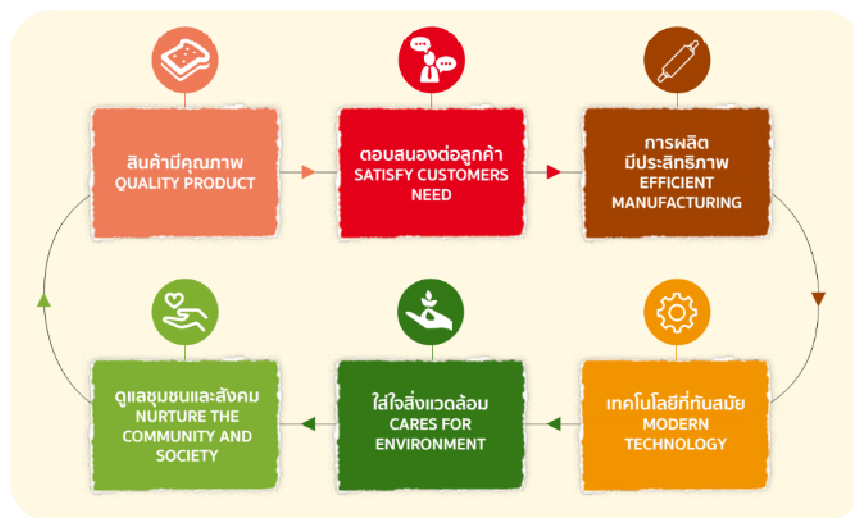 สินค้ามีคุณภาพ
QUALITY PRODUCT
ตอบสนองต่อลูกค้า
SATISFY CUSTOMERS
NEED
การผลิต
มีประสิทธิภาพ
EFFICIENT
MANUFACTURING
ดูแลชุมชนและสังคม
NURTURE THE
COMMUNITY AND
SOCIETY
ใส่ใจสิ่งแวดล้อม
CARES FOR
ENVIRONMENT
เทคโนโลยีที่ทันสมัย
MODERN
TECHNOLOGY